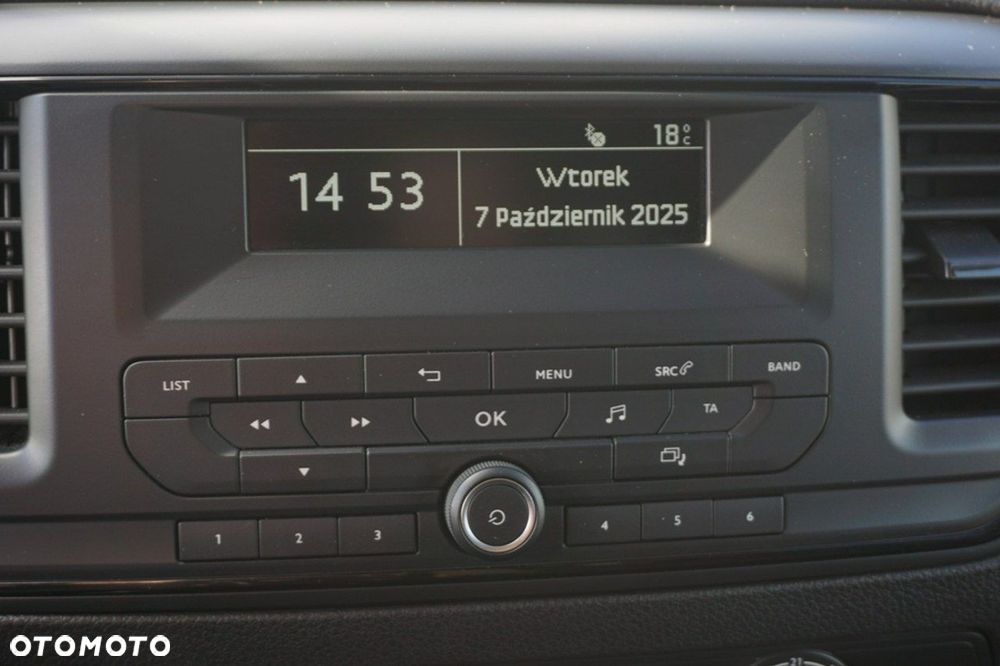 18°C
14 53
Wtorek
7 Październik 2025
LIST
MENU
SRC
BAND
OK
TA
1 2 3
4 5 6
OTOMOTO
21